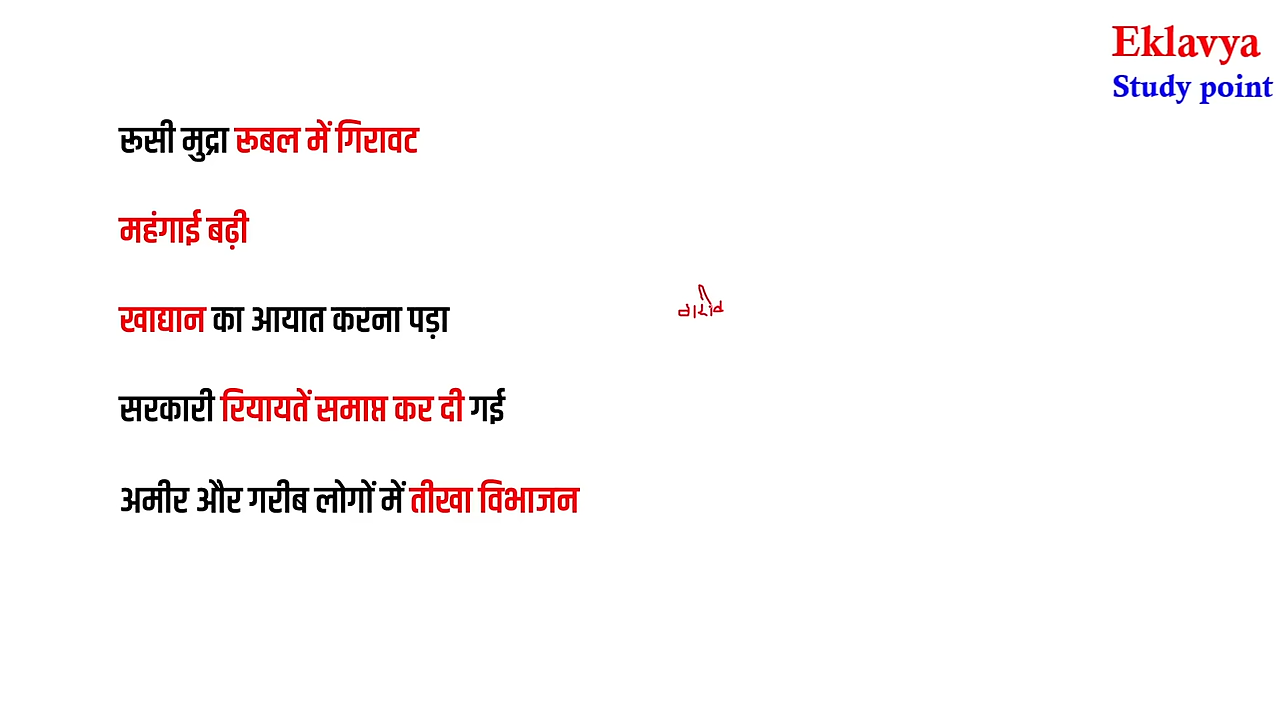 Eklavya
Study point
रूसी मुद्रा रूबल में गिरावट
महंगाई बढ़ी
खाद्यान का आयात करना पड़ा
गरीब
सरकारी रियायतें समाप्त कर दी गई
अमीर और गरीब लोगों में तीखा विभाजन